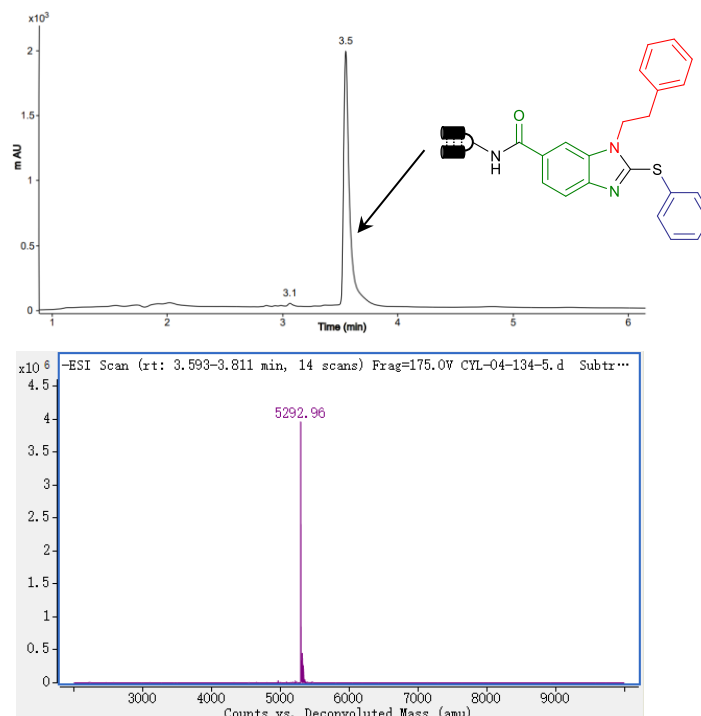 x10³
2
1.5
1
0.5
0
m AU
3.5
3.1
1 2 3 4 5 6
Time (min)
O
N
H
N
N
S
x10 6
-ESI Scan (rt: 3.593-3.811 min, 14 scans) Frag=175.0V CYL-04-134-5.d Subtr…
4.5
4
3.5
3
2.5
2
1.5
1
0.5
0
5292.96
3000 4000 5000 6000 7000 8000 9000
Counts vs. Deconvoluted Mass (amu)